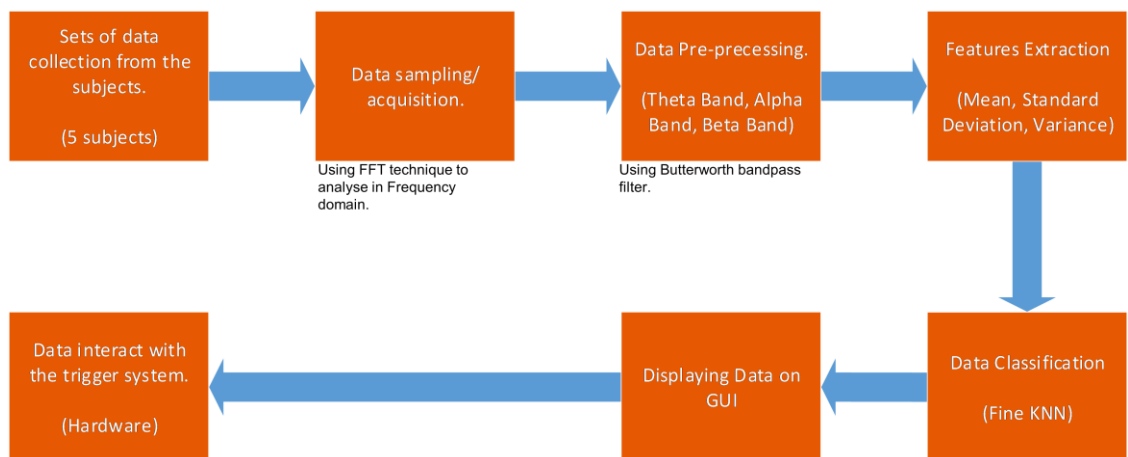 Sets of data
collection from the
subjects.
(5 subjects)
Data sampling/
acquisition.
Using FFT technique to
analyse in Frequency
domain.
Data Pre-precessing.
(Theta Band, Alpha
Band, Beta Band)
Using Butterworth bandpass
filter.
Features Extraction
(Mean, Standard
Deviation, Variance)
Data Classification
(Fine KNN)
Displaying Data on
GUI
Data interact with
the trigger system.
(Hardware)